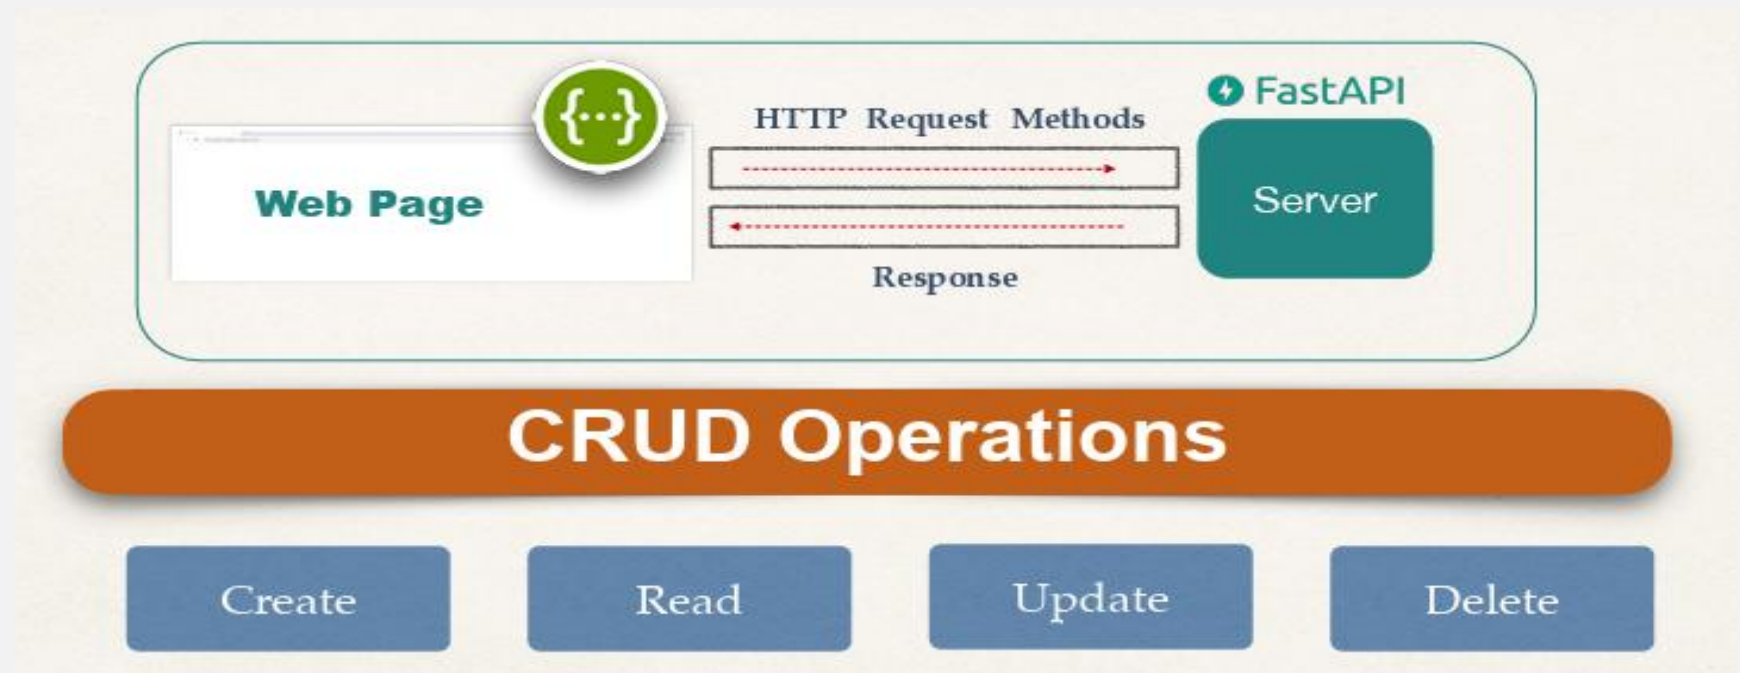 FastAPI
HTTP Request Methods
{...}
Web Page
Server
Response
CRUD Operations
Create
Read
Update
Delete